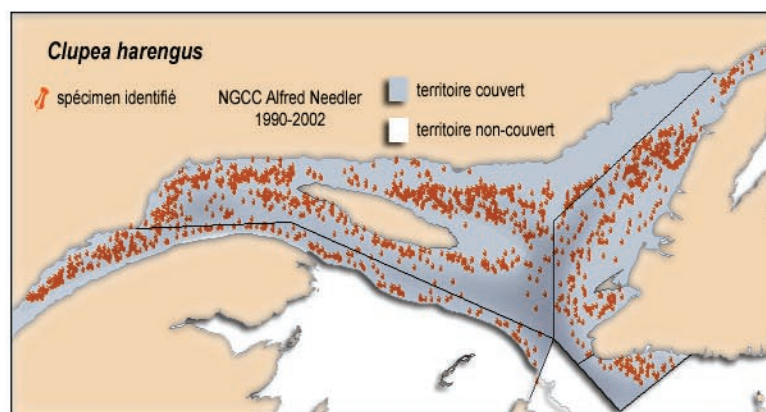 Clupea harengus
spécimen identifié
NGCC Alfred Needler
1990-2002
territoire couvert
territoire non-couvert